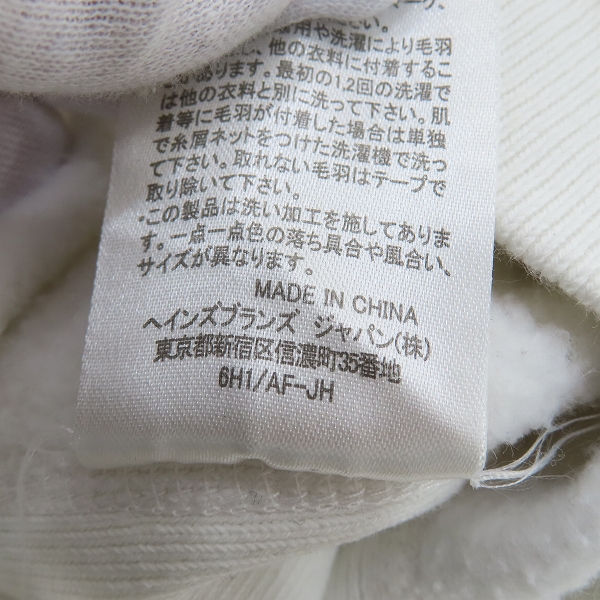 マーク、
下さい。
用や洗濯により毛羽
に、他の衣料に付着するこ
とがあります。最初の1,2回の洗濯で
は他の衣料と別に洗って下さい。肌
着等に毛羽が付着した場合は単独
で糸屑ネットをつけた洗濯機で洗っ
て下さい。取れない毛羽はテープで
取り除いて下さい。
・この製品は洗い加工を施してありま
す。一点一点色の落ち具合や風合い、
サイズが異なります。
MADE IN CHINA
ヘインズブランズ ジャパン(株)
東京都新宿区信濃町35番地
6H1/AF-JH